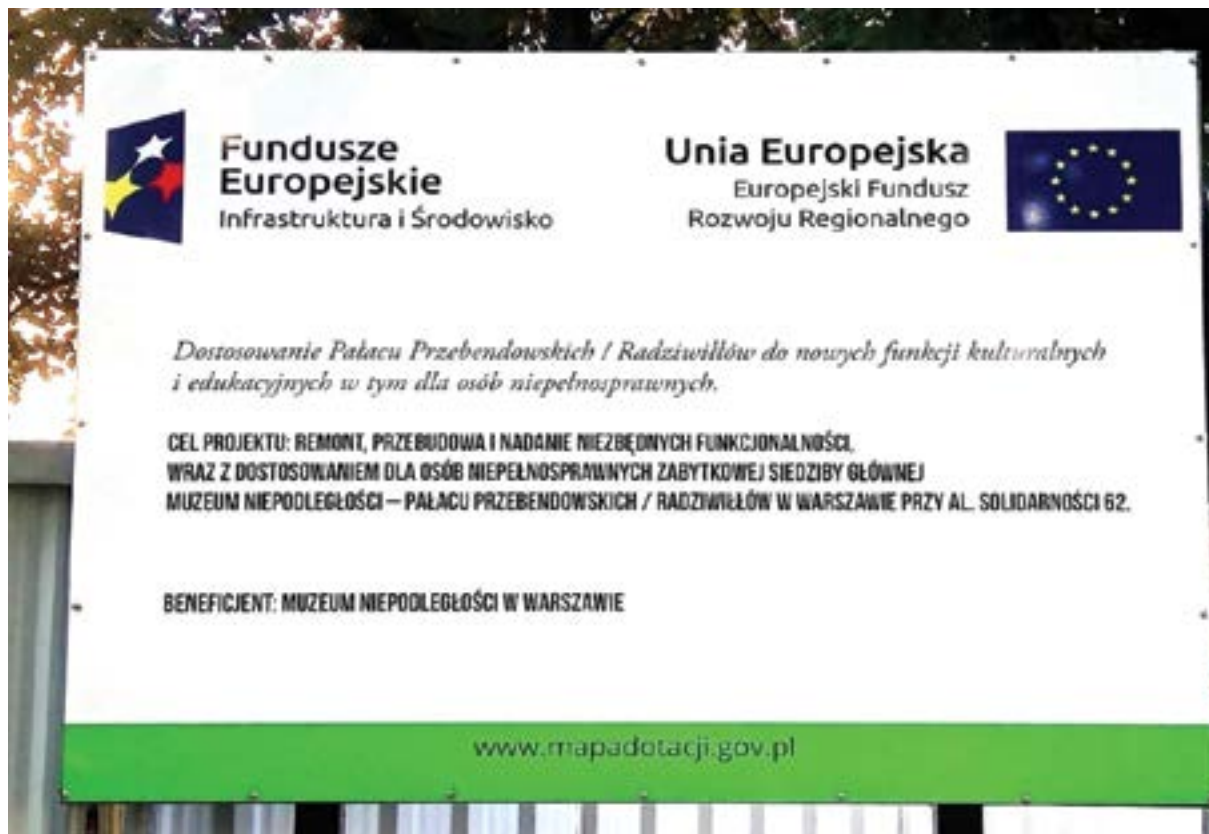 Fundusze
Europejskie
Infrastruktura i Środowisko
Unia Europejska
Europejski Fundusz
Rozwoju Regionalnego
Dostosowanie Pałacu Przebendowskich / Radziwiłłów do nowych funkcji kulturalnych
i edukacyjnych w tym dla osób niepełnosprawnych.
CEL PROJEKTU: REMONT, PRZEBUDOWA I NADANIE NIEZBĘDNYCH FUNKCJONALNOŚCI,
WRAZ Z DOSTOSOWANIEM DLA OSÓB NIEPEŁNOSPRAWNYCH ZABYTKOWEJ SIEDZIBY GŁÓWNEJ
MUZEUM NIEPODLEGŁOŚCI – PAŁACU PRZEBENDOWSKICH / RADZIWIŁŁÓW W WARSZAWIE PRZY AL. SOLIDARNOŚCI 62.
BENEFICJENT: MUZEUM NIEPODLEGŁOŚCI W WARSZAWIE
www.mapadotacji.gov.pl